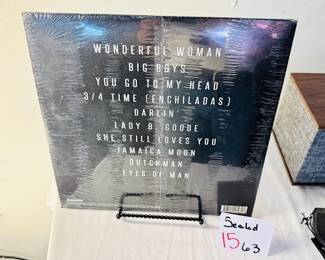 WONDERFUL WOMAN
BIG BOYS
YOU GO TO MY HEAD
3/4 TIME (ENCHILADAS)
DARLIN'
LADY B. GOODE
SHE STILL LOVES YOU
JAMAICA MOON
DUTCHMAN
EYES OF MAN
Sealed
15 63